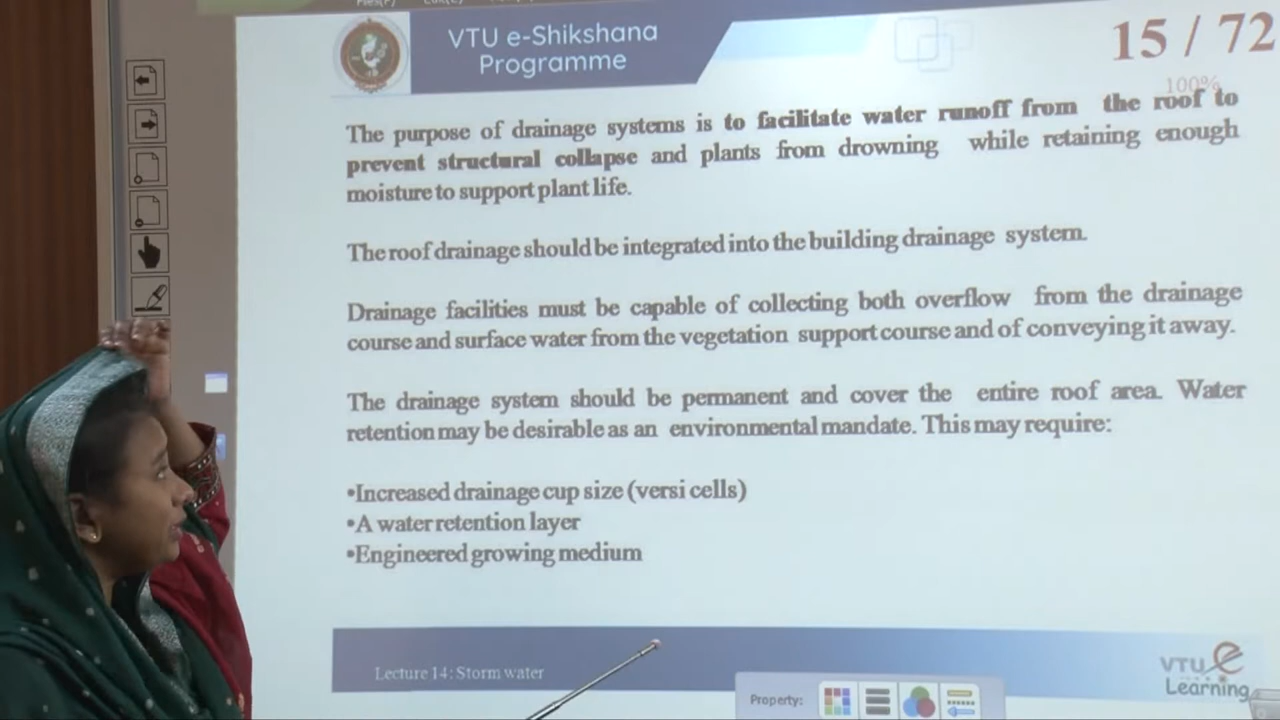 VTU e-Shikshana
Programme
15 / 72
100%
The purpose of drainage systems is to facilitate water runoff from the roof to
prevent structural collapse and plants from drowning while retaining enough
moisture to support plant life.
The roof drainage should be integrated into the building drainage system.
Drainage facilities must be capable of collecting both overflow from the drainage
course and surface water from the vegetation support course and of conveying it away.
The drainage system should be permanent and cover the entire roof area. Water
retention may be desirable as an environmental mandate. This may require:
•Increased drainage cup size (versi cells)
•A water retention layer
•Engineered growing medium
Lecture 14: Storm water
VTU e
Learning
Property: